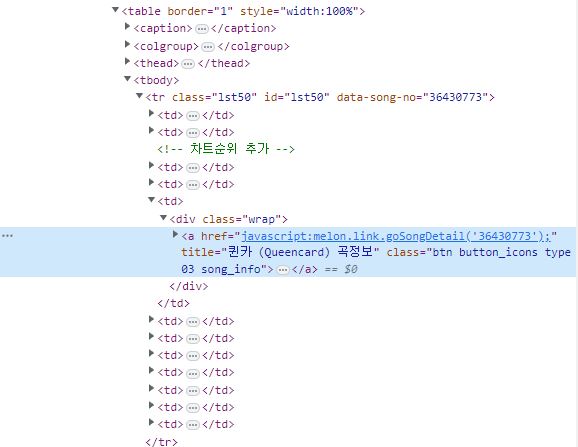 <table border="1" style="width:100%">
<caption> ⋯ </caption>
<colgroup> ⋯ </colgroup>
<thead> ⋯ </thead>
<tbody>
<tr class="lst50" id="lst50" data-song-no="36430773">
<td> ⋯ </td>
<td> ⋯ </td>
<!-- 차트순위 추가 -->
<td> ⋯ </td>
<td> ⋯ </td>
<td>
<div class="wrap">
<a href="javascript:melon.link.goSongDetail('36430773');"
title="퀸카 (Queencard) 곡정보" class="btn button_icons type
03 song_info"> ⋯ </a> == $0
</div>
</td>
<td> ⋯ </td>
<td> ⋯ </td>
<td> ⋯ </td>
<td> ⋯ </td>
<td> ⋯ </td>
<td> ⋯ </td>
<td> ⋯ </td>
</tr>